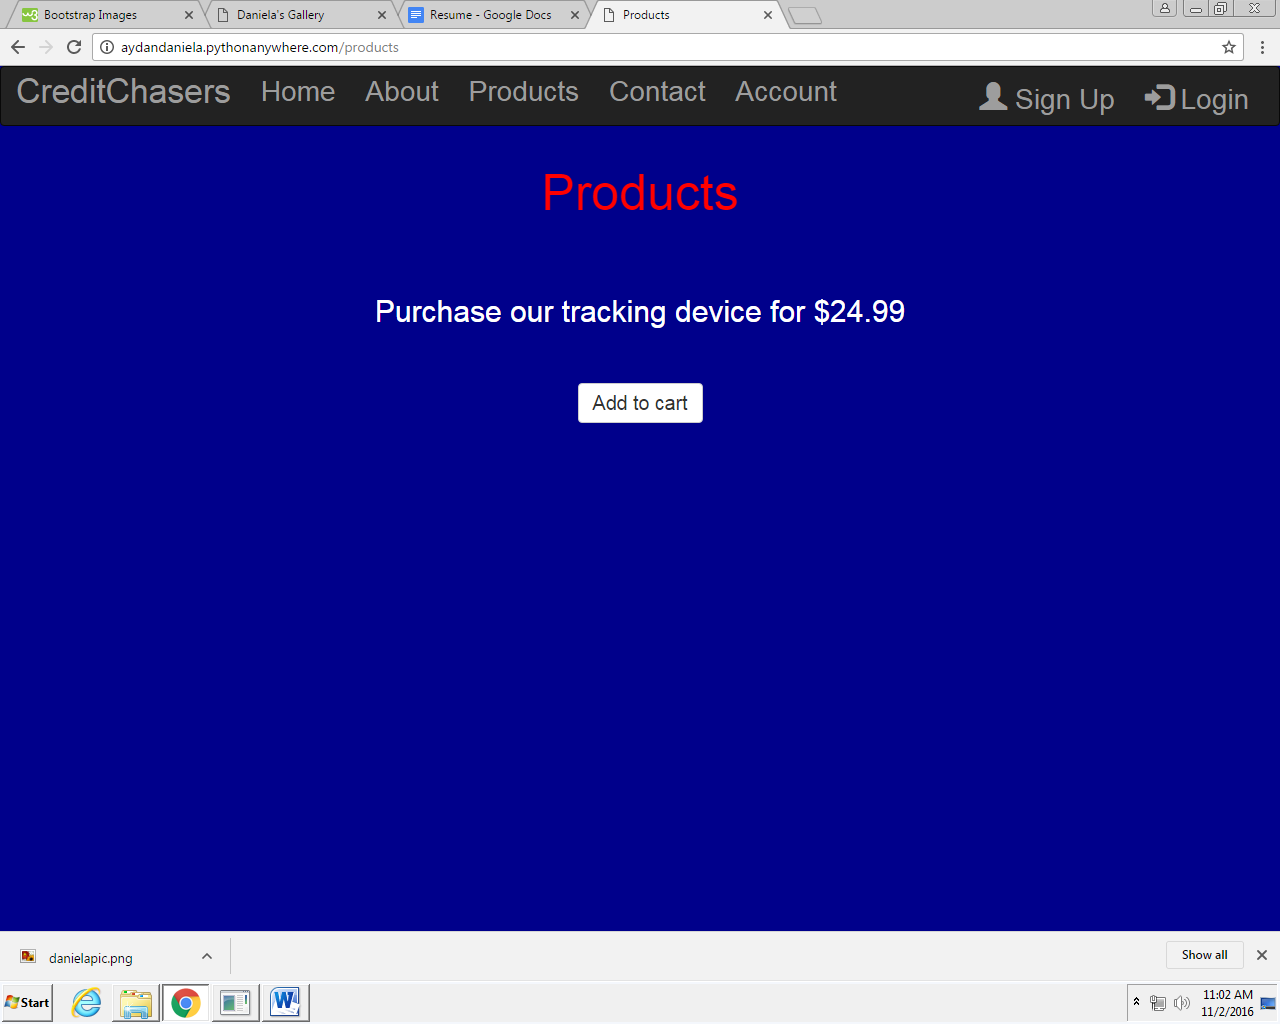 Bootstrap Images
Daniela's Gallery
Resume - Google Docs
Products
aydandaniela.pythonanywhere.com/products
CreditChasers Home About Products Contact Account Sign Up Login
Products
Purchase our tracking device for $24.99
Add to cart
danielapic.png
Show all
Start
11:02 AM
11/2/2016